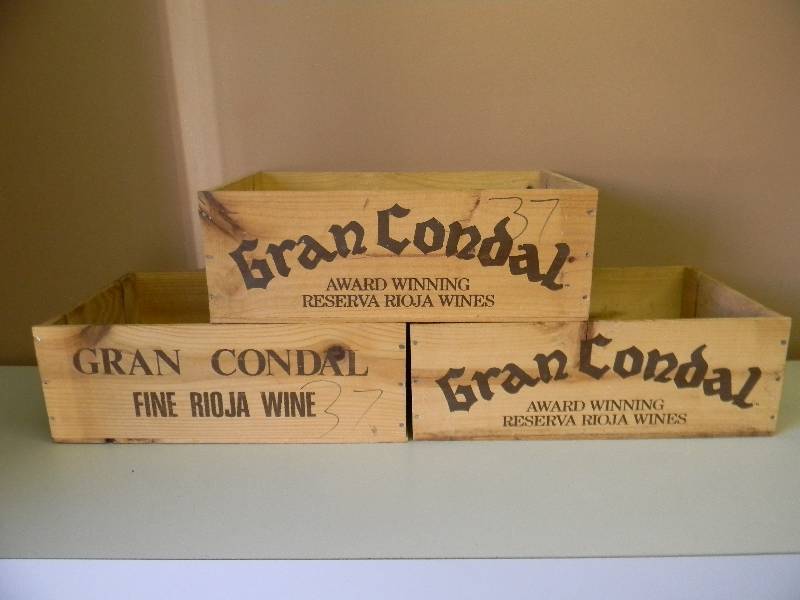 Gran Condal
37
AWARD WINNING
RESERVA RIOJA WINES
GRAN CONDAL
FINE RIOJA WINE
37
Gran Condal
AWARD WINNING
RESERVA RIOJA WINES